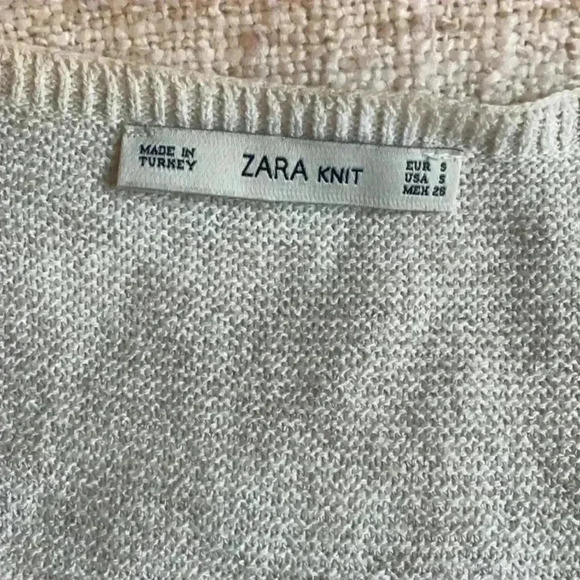 MADE IN
TURKEY
ZARA KNIT
EUR S
USA S
MEX 26